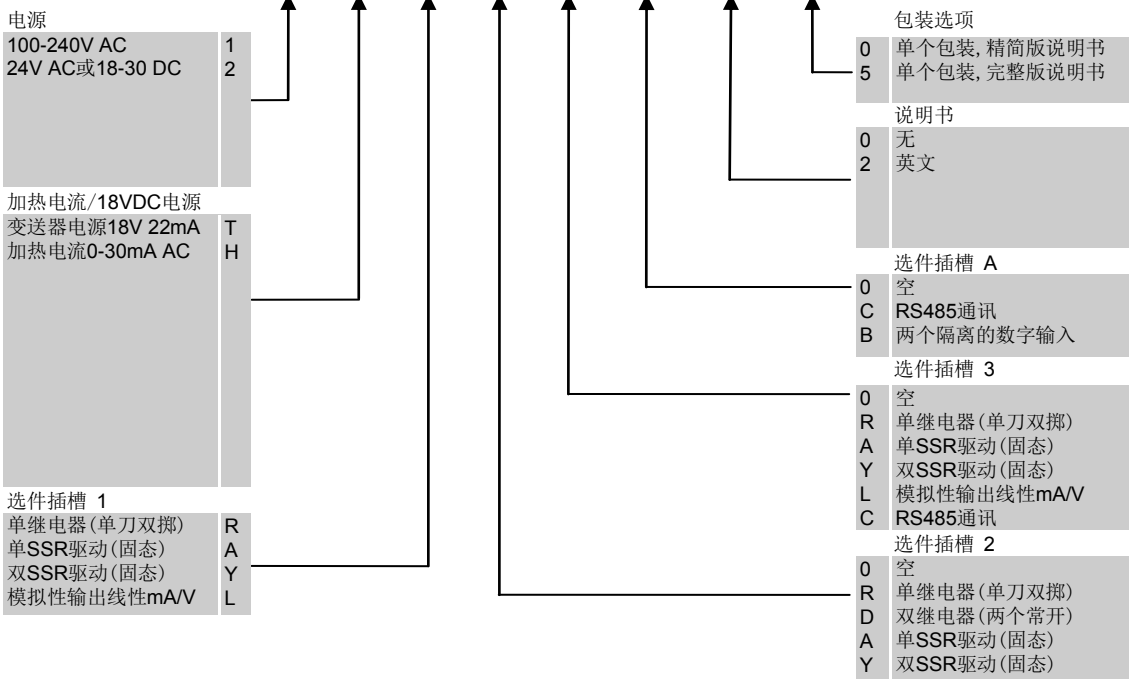 电源
100-240V AC 1
24V AC或18-30 DC 2
加热电流/18VDC电源
变送器电源18V 22mA T
加热电流0-30mA AC H
选件插槽 1
单继电器(单刀双掷) R
单SSR驱动(固态) A
双SSR驱动(固态) Y
模拟性输出线性mA/V L
包装选项
0 单个包装,精简版说明书
5 单个包装,完整版说明书
说明书
0 无
2 英文
选件插槽 A
0 空
C RS485通讯
B 两个隔离的数字输入
选件插槽 3
0 空
R 单继电器(单刀双掷)
A 单SSR驱动(固态)
Y 双SSR驱动(固态)
L 模拟性输出线性mA/V
C RS485通讯
选件插槽 2
0 空
R 单继电器(单刀双掷)
D 双继电器(两个常开)
A 单SSR驱动(固态)
Y 双SSR驱动(固态)